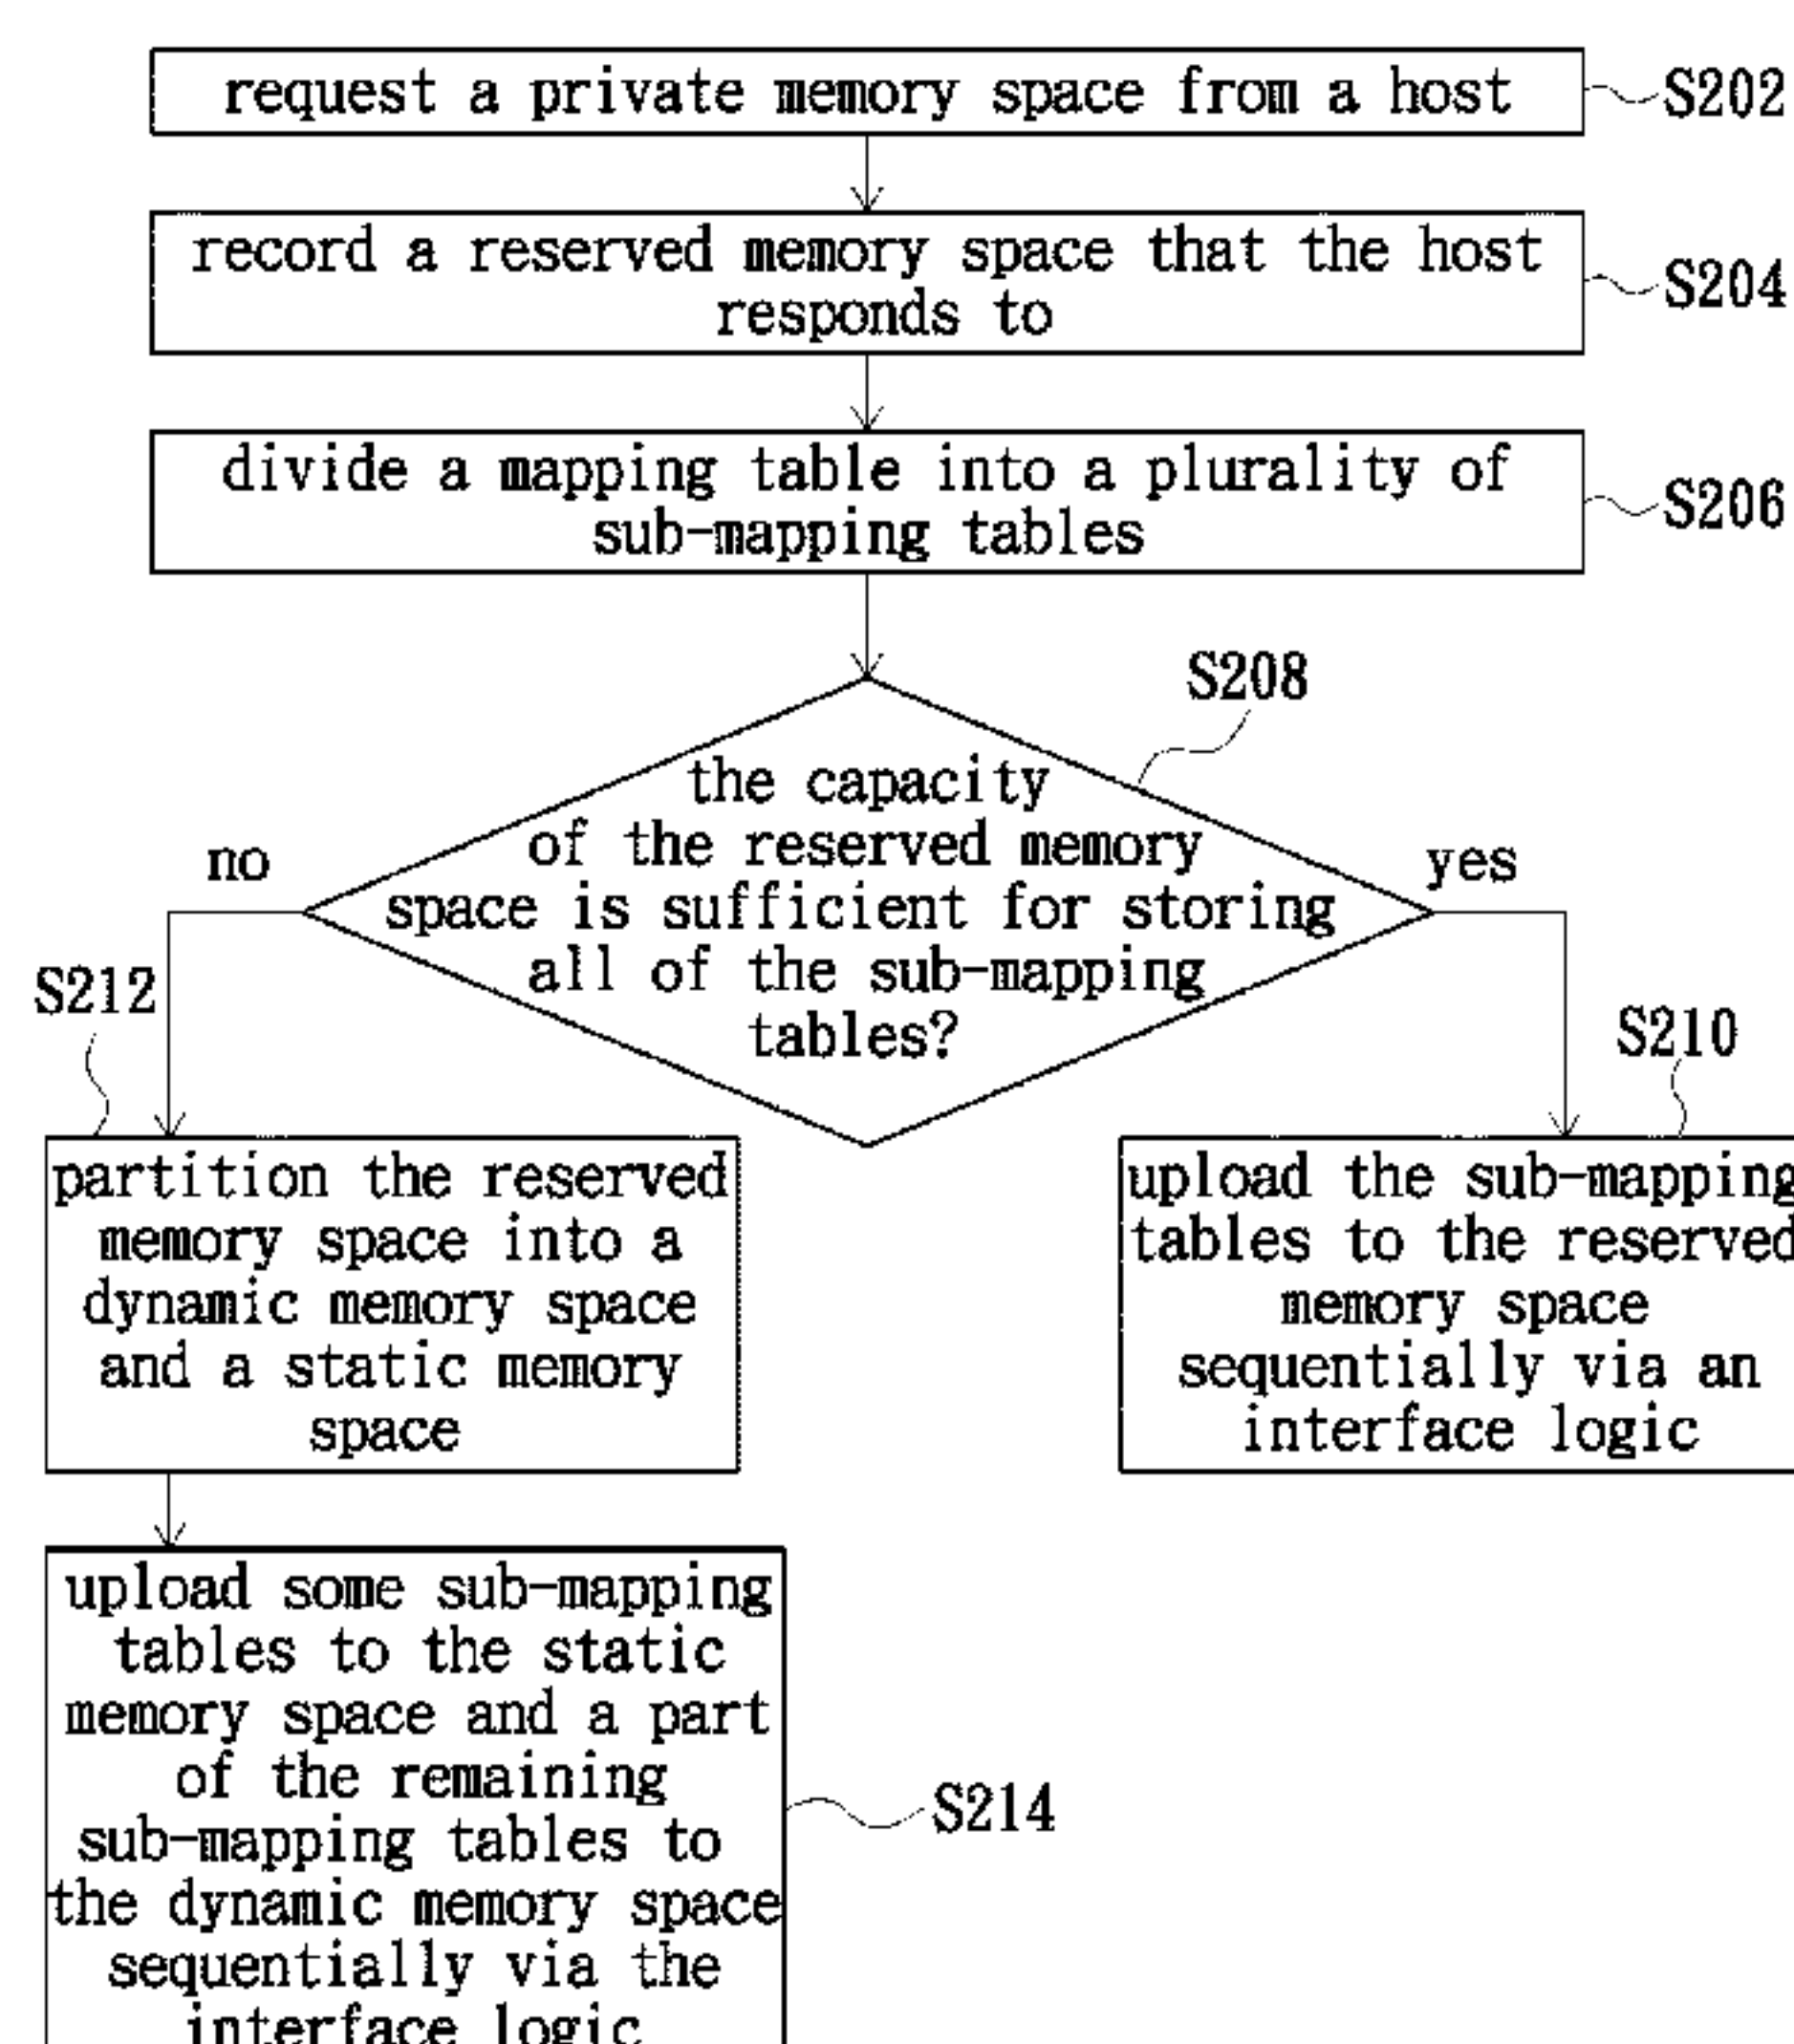 request a private memory space from a host
S202
record a reserved memory space that the host
responds to
S204
divide a mapping table into a plurality of
sub-mapping tables
S206
S208
the capacity
of the reserved memory
space is sufficient for storing
all of the sub-mapping
tables?
no
yes
S212
partition the reserved
memory space into a
dynamic memory space
and a static memory
space
S210
upload the sub-mapping
tables to the reserved
memory space
sequentially via an
interface logic
upload some sub-mapping
tables to the static
memory space and a part
of the remaining
sub-mapping tables to
the dynamic memory space
sequentially via the
interface logic
S214